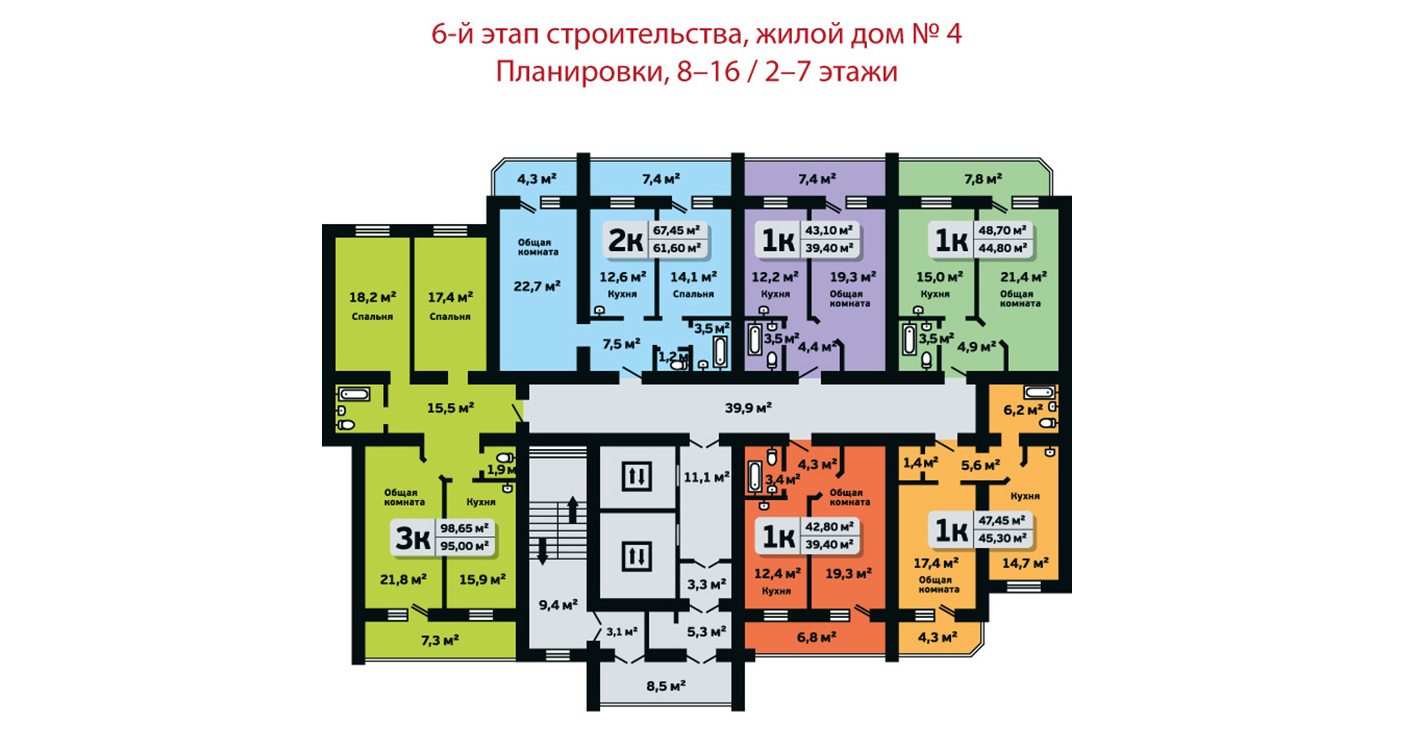 6-й этап строительства, жилой дом № 4
Планировки, 8–16 / 2–7 этажи
4,3 м²
7,4 м²
7,4 м²
7,8 м²
Общая
комната
22,7 м²
2к
67,45 м²
61,60 м²
12,6 м²
Кухня
14,1 м²
Спальня
3,5 м²
7,5 м²
1,2 м
1к
43,10 м²
39,40 м²
12,2 м²
Кухня
19,3 м²
Общая
комната
3,5 м²
4,4 м²
1к
48,70 м²
44,80 м²
15,0 м²
Кухня
21,4 м²
Общая
комната
3,5 м²
4,9 м²
18,2 м²
Спальня
17,4 м²
Спальня
15,5 м²
39,9 м²
6,2 м²
1,9 м
Общая
комната
Кухня
3к
98,65 м²
95,00 м²
21,8 м²
15,9 м²
7,3 м²
9,4 м²
11,1 м²
3,3 м²
3,1 м²
5,3 м²
8,5 м²
4,3 м²
3,4 м²
Общая
комната
1к
42,80 м²
39,40 м²
12,4 м²
Кухня
19,3 м²
6,8 м²
1,4 м²
5,6 м²
Кухня
1к
47,45 м²
45,30 м²
17,4 м²
Общая
комната
14,7 м²
4,3 м²